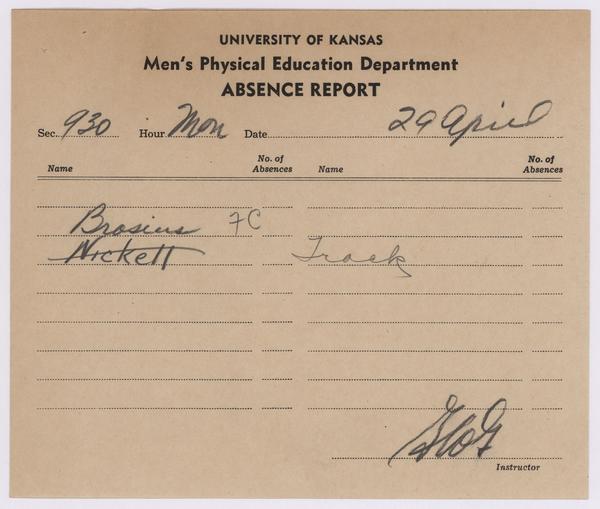 UNIVERSITY OF KANSAS
Men's Physical Education Department
ABSENCE REPORT
Sec. 930 Hour Mon Date 29 April
Name No. of Absences Name No. of Absences
Brosius FC
Hickett Track
Instructor